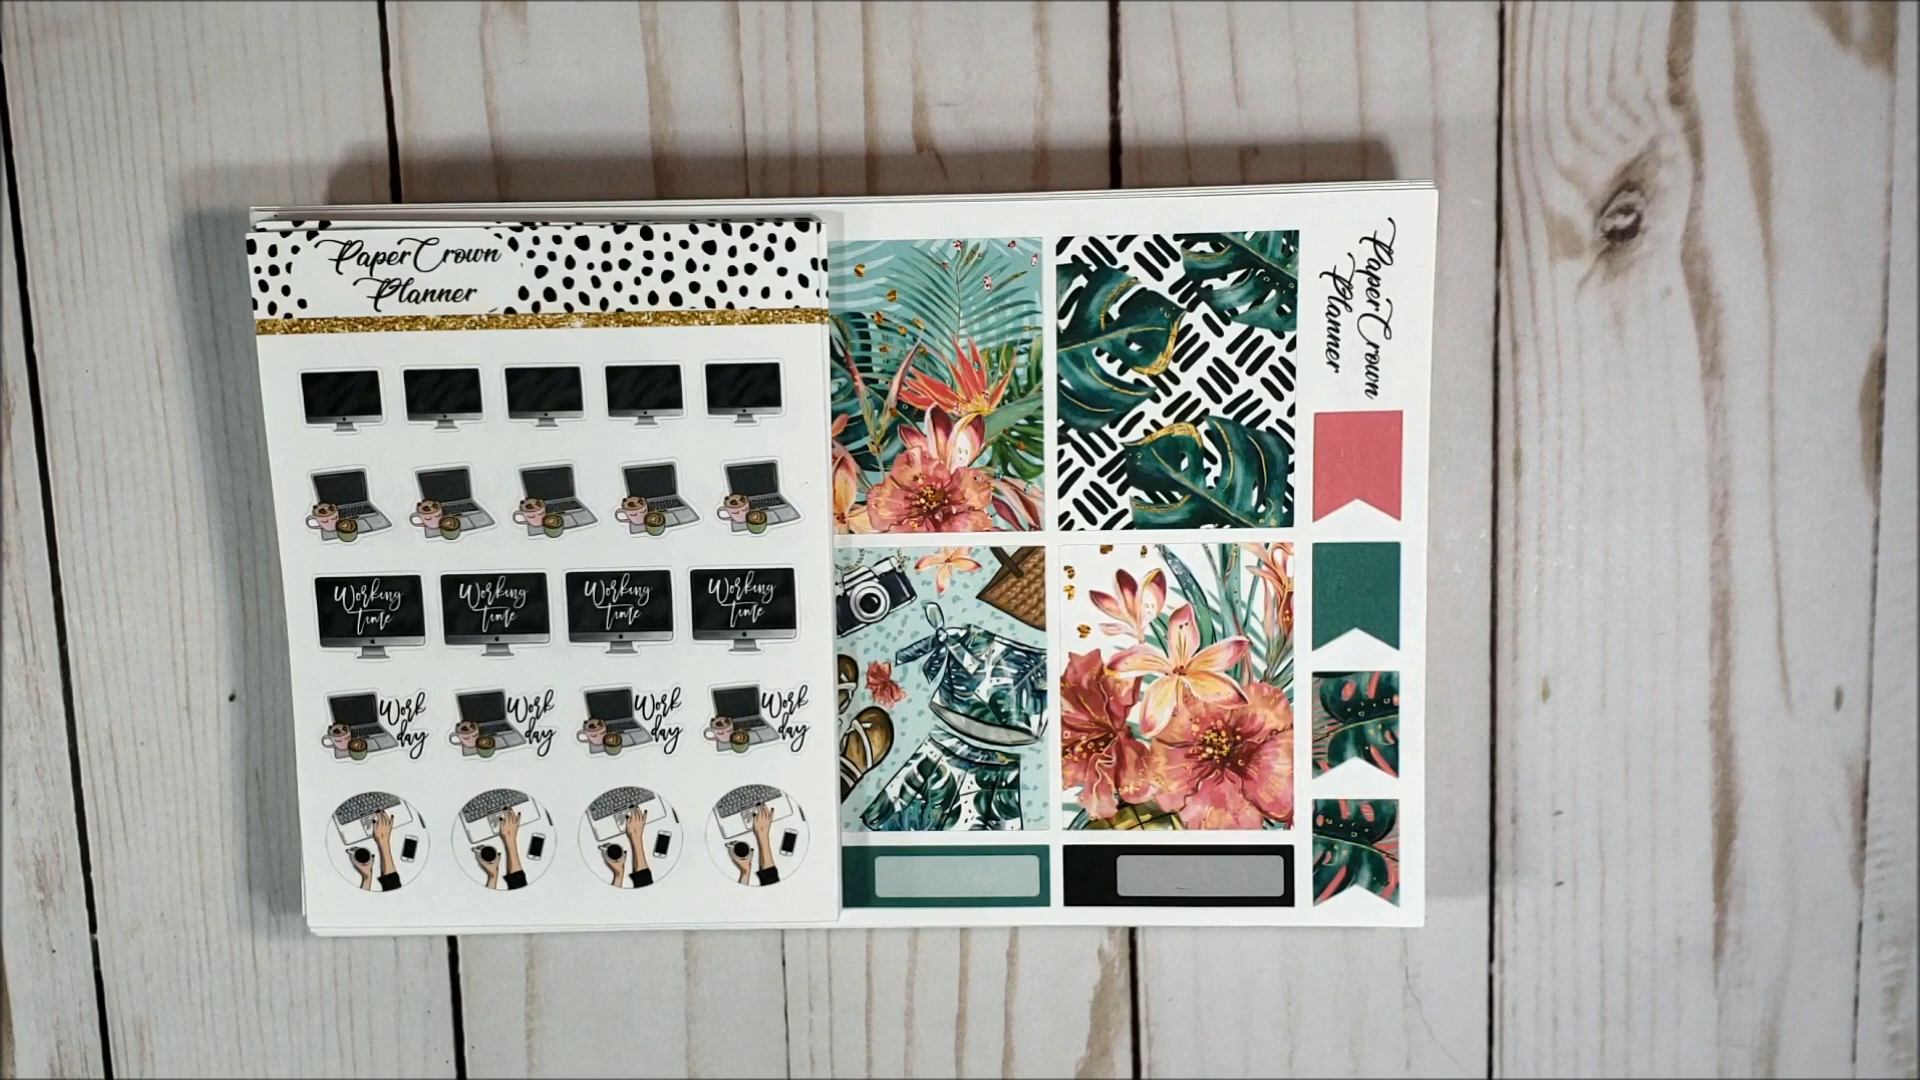 PaperCrown
Planner
Working
time
Working
time
Working
time
Working
time
Work
day
Work
day
Work
day
Work
day
PaperCrown
Planner